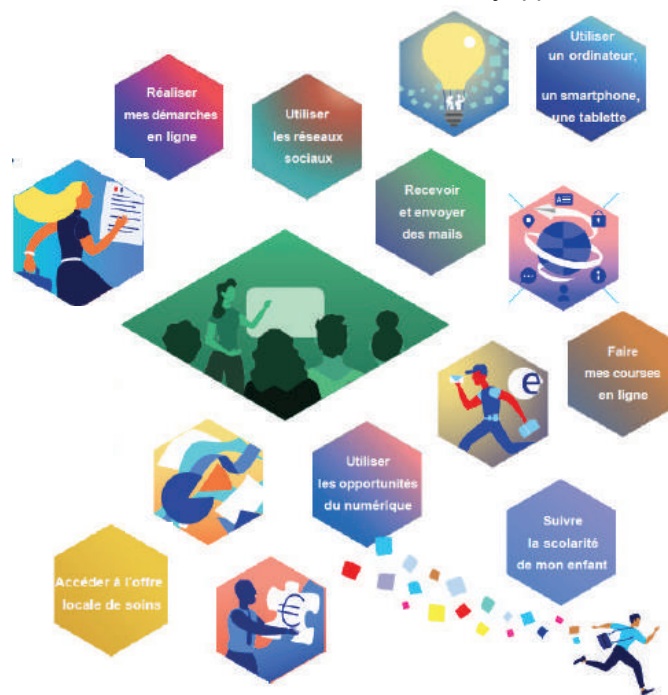 Utiliser
un ordinateur,
un smartphone,
une tablette
Réaliser
mes démarches
en ligne
Utiliser
les réseaux
sociaux
Recevoir
et envoyer
des mails
e
Faire
mes courses
en ligne
Utiliser
les opportunités
du numérique
Suivre
la scolarité
de mon enfant
Accéder à l'offre
locale de soins
€